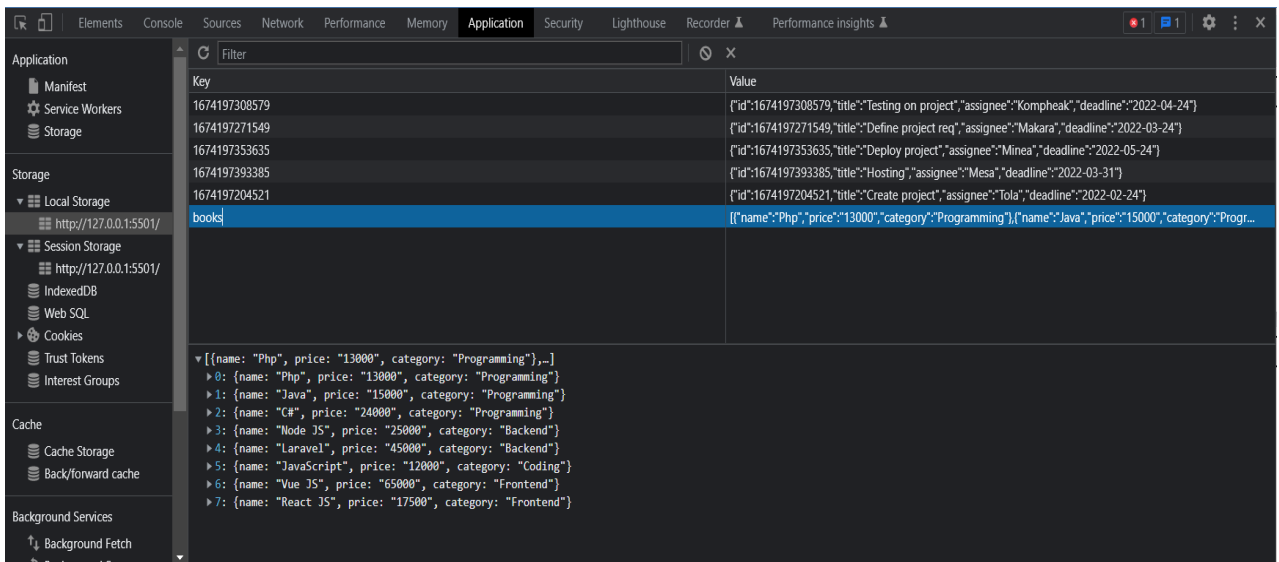 Elements Console Sources Network Performance Memory Application Security Lighthouse Recorder Performance insights 1 1
Application
Manifest
Service Workers
Storage
Storage
Local Storage
http://127.0.0.1:5501/
Session Storage
http://127.0.0.1:5501/
IndexedDB
Web SQL
Cookies
Trust Tokens
Interest Groups
Cache
Cache Storage
Back/forward cache
Background Services
Background Fetch
Filter
Key Value
1674197308579 {"id":1674197308579,"title":"Testing on project","assignee":"Kompheak","deadline":"2022-04-24"}
1674197271549 {"id":1674197271549,"title":"Define project req","assignee":"Makara","deadline":"2022-03-24"}
1674197353635 {"id":1674197353635,"title":"Deploy project","assignee":"Minea","deadline":"2022-05-24"}
1674197393385 {"id":1674197393385,"title":"Hosting","assignee":"Mesa","deadline":"2022-03-31"}
1674197204521 {"id":1674197204521,"title":"Create project","assignee":"Tola","deadline":"2022-02-24"}
books [{"name":"Php","price":"13000","category":"Programming"},{"name":"Java","price":"15000","category":"Progr...
[{name: "Php", price: "13000", category: "Programming"},…]
0: {name: "Php", price: "13000", category: "Programming"}
1: {name: "Java", price: "15000", category: "Programming"}
2: {name: "C#", price: "24000", category: "Programming"}
3: {name: "Node JS", price: "25000", category: "Backend"}
4: {name: "Laravel", price: "45000", category: "Backend"}
5: {name: "JavaScript", price: "12000", category: "Coding"}
6: {name: "Vue JS", price: "65000", category: "Frontend"}
7: {name: "React JS", price: "17500", category: "Frontend"}